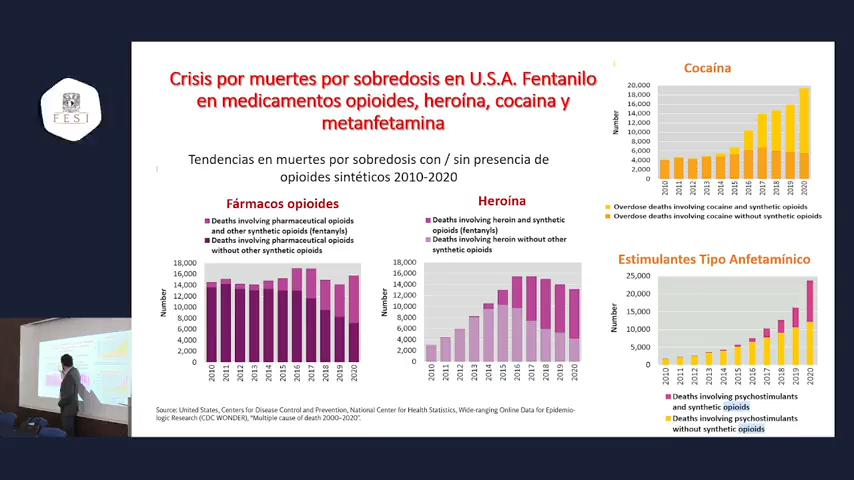 FESI
Crisis por muertes por sobredosis en U.S.A. Fentanilo
en medicamentos opioides, heroína, cocaina y
metanfetamina
Tendencias en muertes por sobredosis con / sin presencia de
opioides sintéticos 2010-2020
Fármacos opioides
Deaths involving pharmaceutical opioids
and other synthetic opioids (fentanyls)
Deaths involving pharmaceutical opioids
without other synthetic opioids
18,000
16,000
14,000
12,000
10,000
8,000
6,000
4,000
2,000
0
Number
2010 2011 2012 2013 2014 2015 2016 2017 2018 2019 2020
Heroína
Deaths involving heroin and synthetic
opioids (fentanyls)
Deaths involving heroin without other
synthetic opioids
18,000
16,000
14,000
12,000
10,000
8,000
6,000
4,000
2,000
0
Number
2010 2011 2012 2013 2014 2015 2016 2017 2018 2019 2020
Cocaína
20,000
18,000
16,000
14,000
12,000
10,000
8,000
6,000
4,000
2,000
0
Number
2010 2011 2012 2013 2014 2015 2016 2017 2018 2019 2020
Overdose deaths involving cocaine and synthetic opioids
Overdose deaths involving cocaine without synthetic opioids
Estimulantes Tipo Anfetamínico
25,000
20,000
15,000
10,000
5,000
0
Number
2010 2011 2012 2013 2014 2015 2016 2017 2018 2019 2020
Deaths involving psychostimulants
and synthetic opioids
Deaths involving psychostimulants
without synthetic opioids
Source: United States, Centers for Disease Control and Prevention, National Center for Health Statistics, Wide-ranging Online Data for Epidemio-
logic Research (CDC WONDER), "Multiple cause of death 2000–2020".